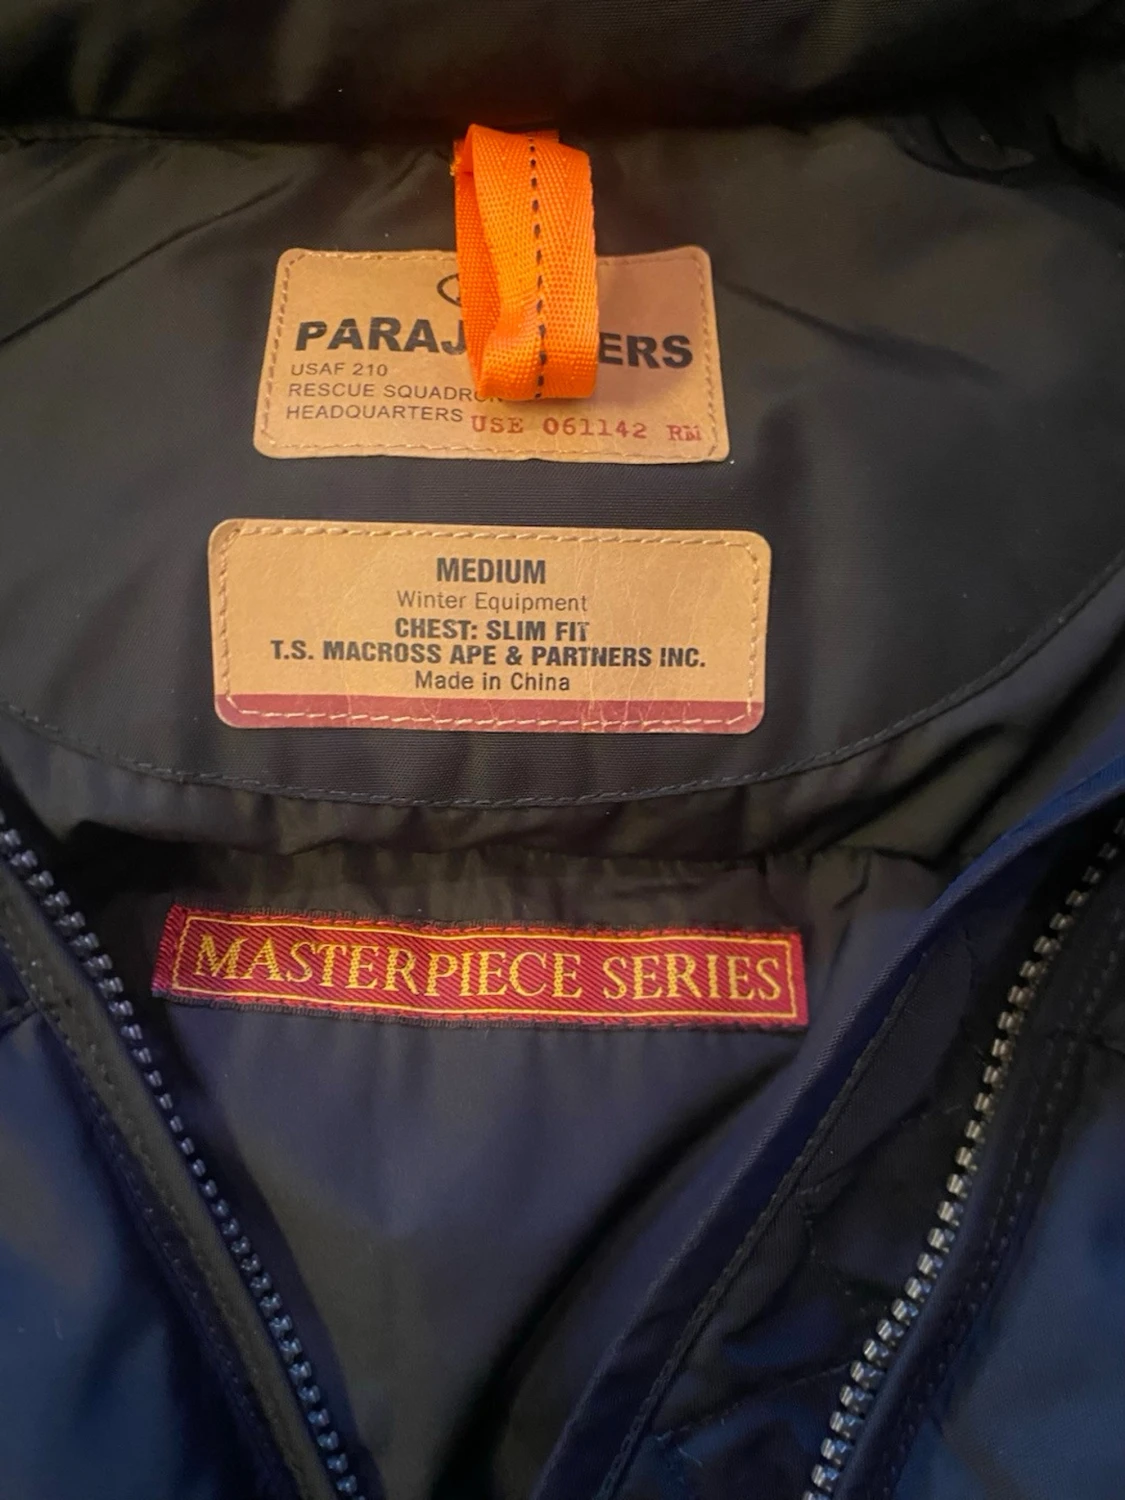 PARAJ ERS
USAF 210
RESCUE SQUADRON
HEADQUARTERS USE 061142 RM
MEDIUM
Winter Equipment
CHEST: SLIM FIT
T.S. MACROSS APE & PARTNERS INC.
Made in China
MASTERPIECE SERIES